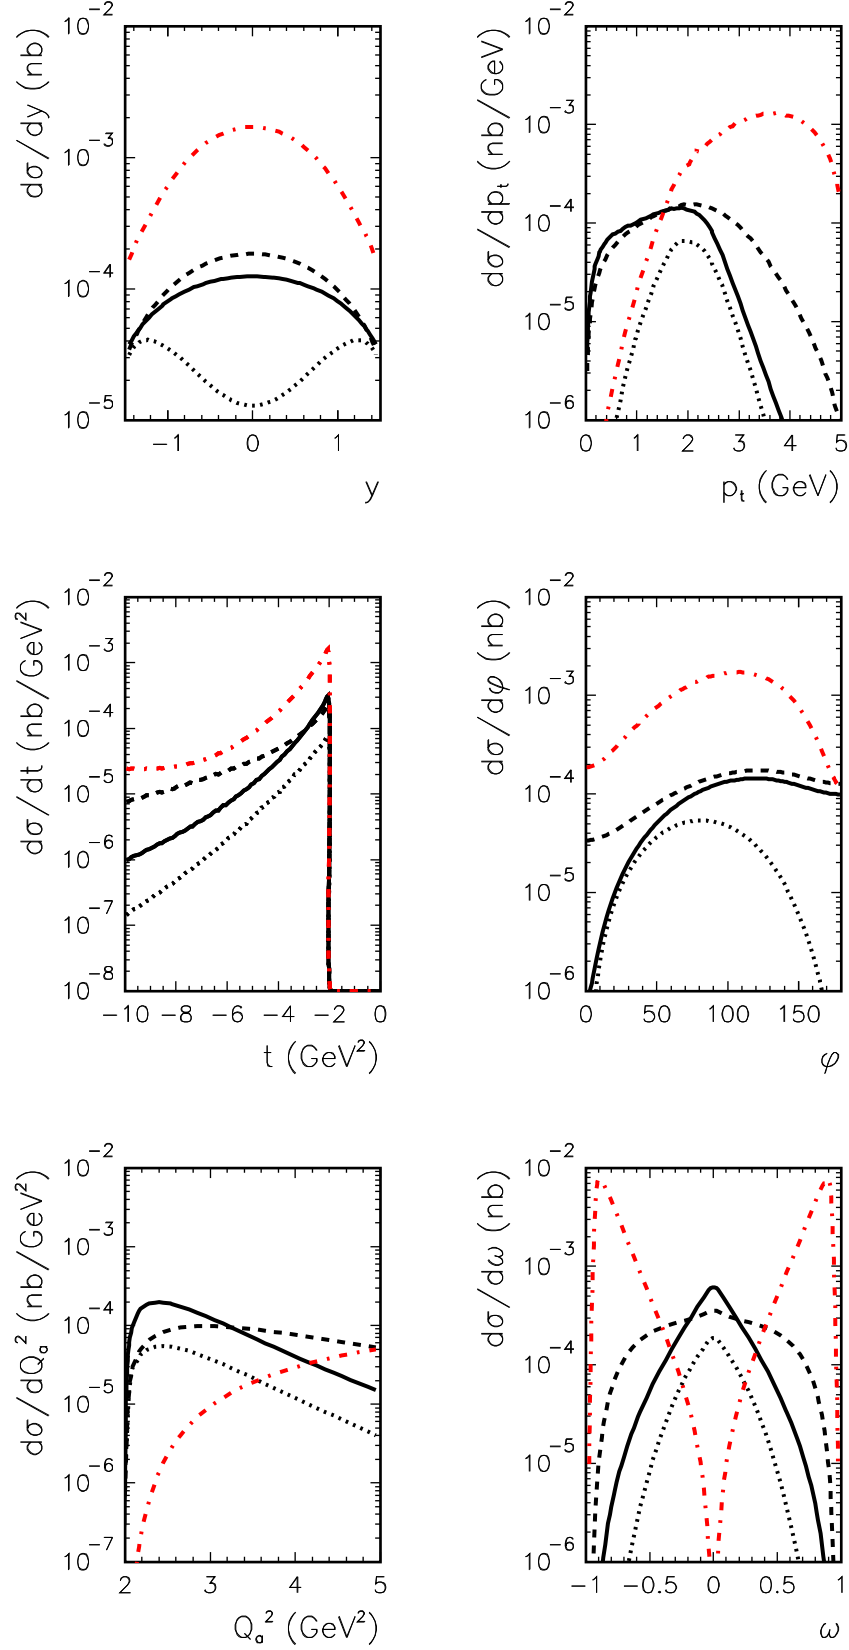 dσ/dy (nb)
10^-2
10^-3
10^-4
10^-5
-1 0 1
y
dσ/dp_t (nb/GeV)
10^-2
10^-3
10^-4
10^-5
10^-6
0 1 2 3 4 5
p_t (GeV)
dσ/dt (nb/GeV^2)
10^-2
10^-3
10^-4
10^-5
10^-6
10^-7
10^-8
-10 -8 -6 -4 -2 0
t (GeV^2)
dσ/dφ (nb)
10^-2
10^-3
10^-4
10^-5
10^-6
0 50 100 150
φ
dσ/dQ_a^2 (nb/GeV^2)
10^-2
10^-3
10^-4
10^-5
10^-6
10^-7
2 3 4 5
Q_a^2 (GeV^2)
dσ/dω (nb)
10^-2
10^-3
10^-4
10^-5
10^-6
-1 -0.5 0 0.5 1
ω